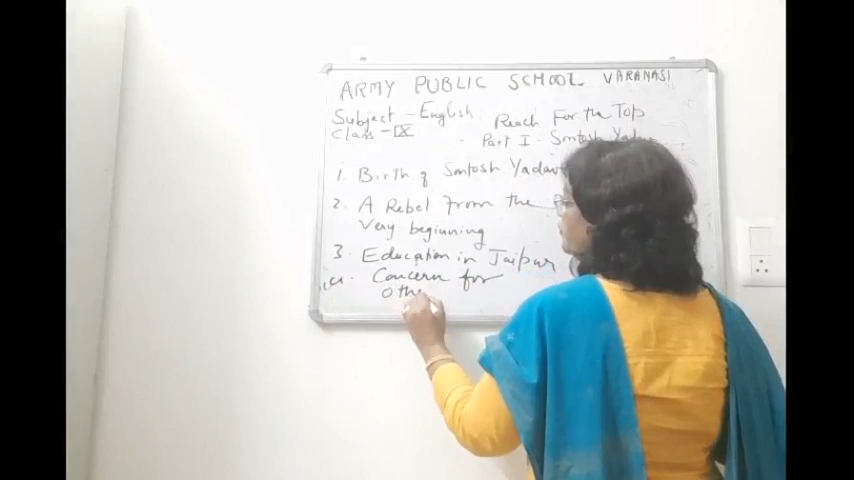 ARMY PUBLIC SCHOOL VARANASI
Subject - English
Class - IX
Reach For the Top
Part I - Santosh Yadav
1. Birth of Santosh Yadav
2. A Rebel from the
Very beginning
3 Education in Jaipur
Concern for
Othe